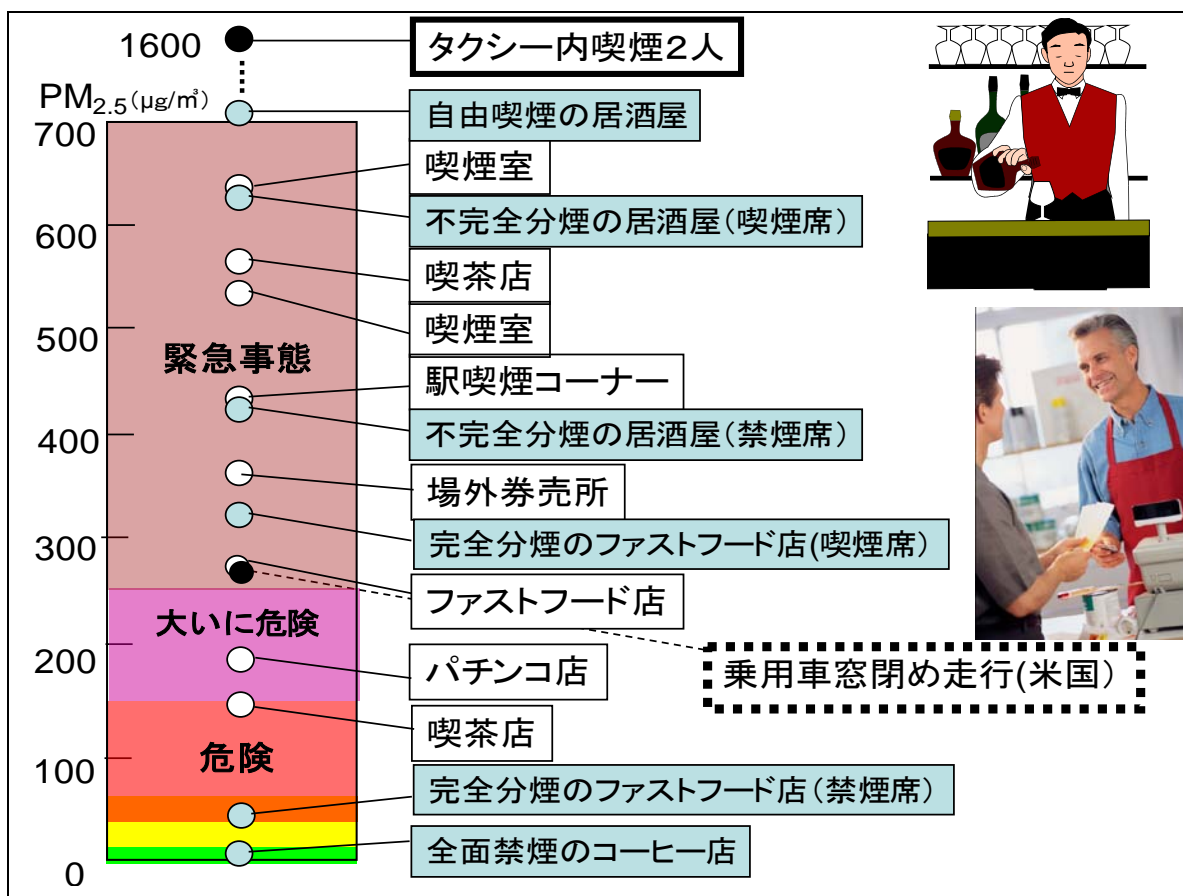 1600
タクシー内喫煙2人
PM2.5(μg/㎥)
700
自由喫煙の居酒屋
喫煙室
不完全分煙の居酒屋(喫煙席)
600
喫茶店
喫煙室
500
緊急事態
駅喫煙コーナー
不完全分煙の居酒屋(禁煙席)
400
場外券売所
完全分煙のファストフード店(喫煙席)
300
ファストフード店
大いに危険
200
パチンコ店
乗用車窓閉め走行(米国)
喫茶店
危険
100
完全分煙のファストフード店(禁煙席)
全面禁煙のコーヒー店
0